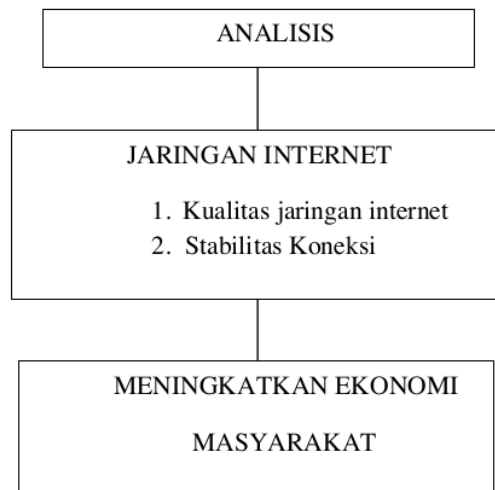 ANALISIS
JARINGAN INTERNET
1. Kualitas jaringan internet
2. Stabilitas Koneksi
MENINGKATKAN EKONOMI
MASYARAKAT